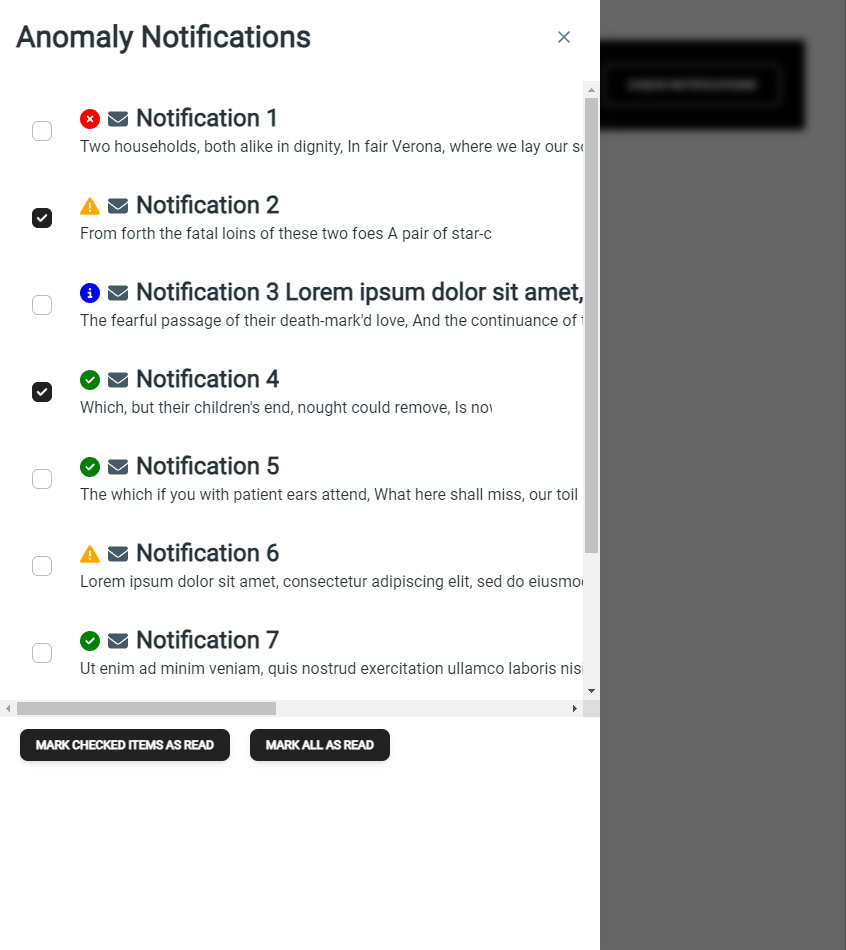 Anomaly Notifications
CHECK NOTIFICATIONS
Notification 1
Two households, both alike in dignity, In fair Verona, where we lay our
Notification 2
From forth the fatal loins of these two foes A pair of star-c
Notification 3 Lorem ipsum dolor sit amet,
The fearful passage of their death-mark'd love, And the continuance of
Notification 4
Which, but their children's end, nought could remove, Is now
Notification 5
The which if you with patient ears attend, What here shall miss, our toil
Notification 6
Lorem ipsum dolor sit amet, consectetur adipiscing elit, sed do eiusmo
Notification 7
Ut enim ad minim veniam, quis nostrud exercitation ullamco laboris nisi
MARK CHECKED ITEMS AS READ
MARK ALL AS READ